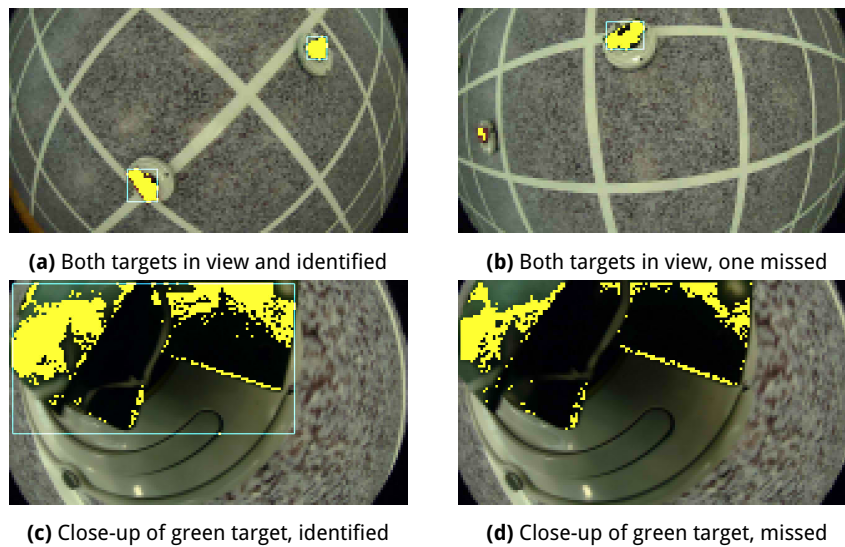 (a) Both targets in view and identified
(b) Both targets in view, one missed
(c) Close-up of green target, identified
(d) Close-up of green target, missed